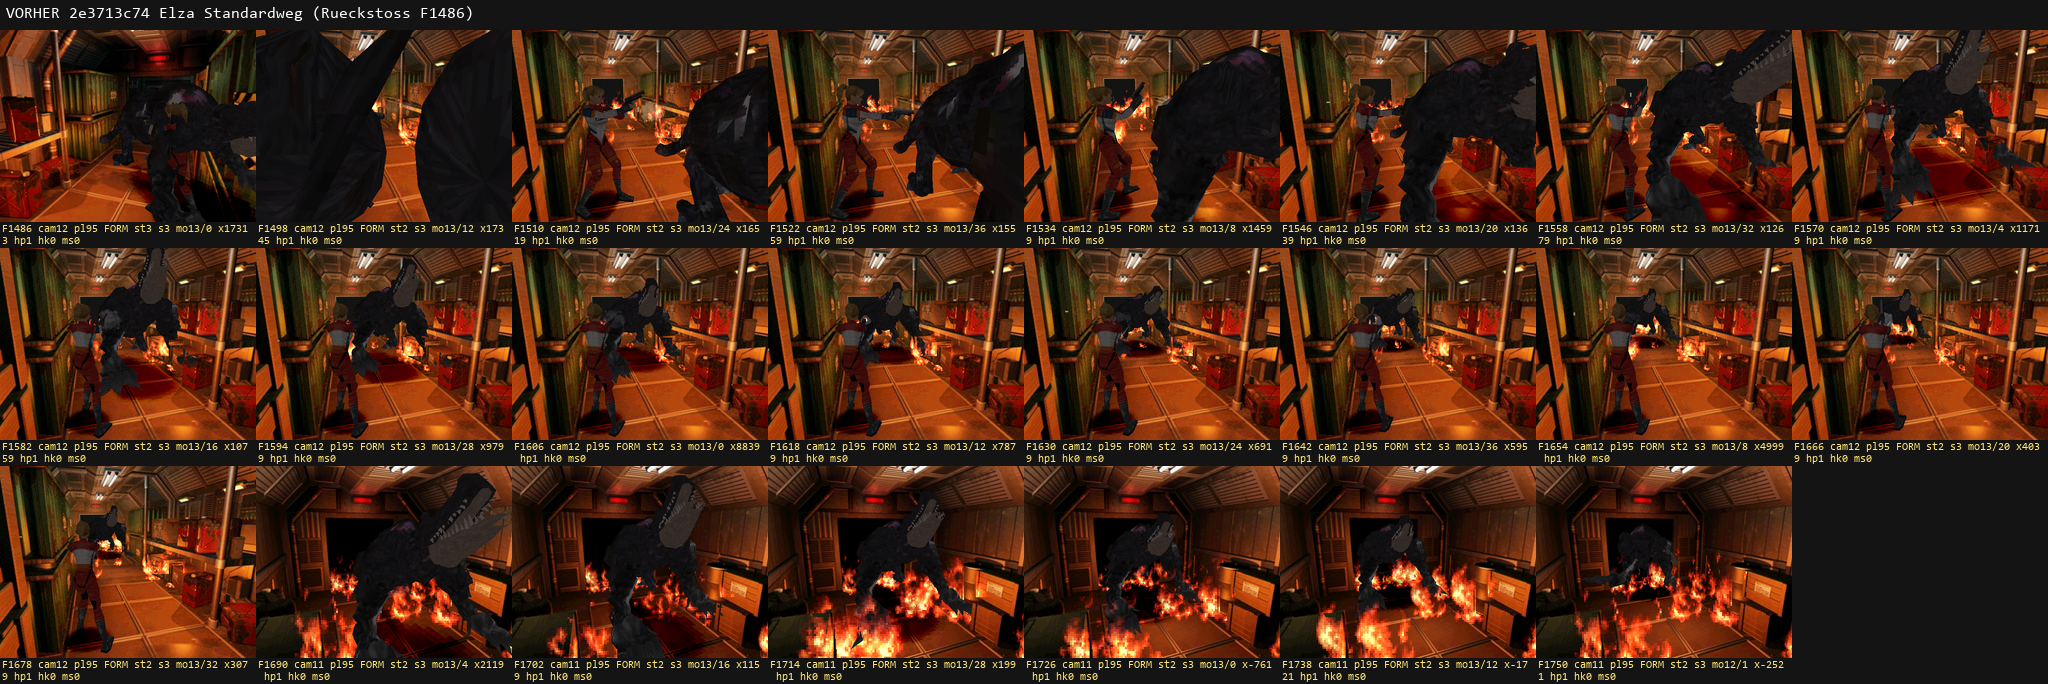 VORHER 2e3713c74 Elza Standardweg (Rueckstoss F1486)
F1486 cam12 pl95 FORM st3 s3 mo13/0 x1731
3 hp1 hk0 ms0
F1498 cam12 pl95 FORM st2 s3 mo13/12 x173
45 hp1 hk0 ms0
F1510 cam12 pl95 FORM st2 s3 mo13/24 x165
19 hp1 hk0 ms0
F1522 cam12 pl95 FORM st2 s3 mo13/36 x155
59 hp1 hk0 ms0
F1534 cam12 pl95 FORM st2 s3 mo13/8 x1459
9 hp1 hk0 ms0
F1546 cam12 pl95 FORM st2 s3 mo13/20 x136
39 hp1 hk0 ms0
F1558 cam12 pl95 FORM st2 s3 mo13/32 x126
79 hp1 hk0 ms0
F1570 cam12 pl95 FORM st2 s3 mo13/4 x1171
9 hp1 hk0 ms0
F1582 cam12 pl95 FORM st2 s3 mo13/16 x107
59 hp1 hk0 ms0
F1594 cam12 pl95 FORM st2 s3 mo13/28 x979
9 hp1 hk0 ms0
F1606 cam12 pl95 FORM st2 s3 mo13/0 x8839
hp1 hk0 ms0
F1618 cam12 pl95 FORM st2 s3 mo13/12 x787
9 hp1 hk0 ms0
F1630 cam12 pl95 FORM st2 s3 mo13/24 x691
9 hp1 hk0 ms0
F1642 cam12 pl95 FORM st2 s3 mo13/36 x595
9 hp1 hk0 ms0
F1654 cam12 pl95 FORM st2 s3 mo13/8 x4999
hp1 hk0 ms0
F1666 cam12 pl95 FORM st2 s3 mo13/20 x403
9 hp1 hk0 ms0
F1678 cam12 pl95 FORM st2 s3 mo13/32 x307
9 hp1 hk0 ms0
F1690 cam11 pl95 FORM st2 s3 mo13/4 x2119
hp1 hk0 ms0
F1702 cam11 pl95 FORM st2 s3 mo13/16 x115
9 hp1 hk0 ms0
F1714 cam11 pl95 FORM st2 s3 mo13/28 x199
hp1 hk0 ms0
F1726 cam11 pl95 FORM st2 s3 mo13/0 x-761
hp1 hk0 ms0
F1738 cam11 pl95 FORM st2 s3 mo13/12 x-17
21 hp1 hk0 ms0
F1750 cam11 pl95 FORM st2 s3 mo12/1 x-252
1 hp1 hk0 ms0